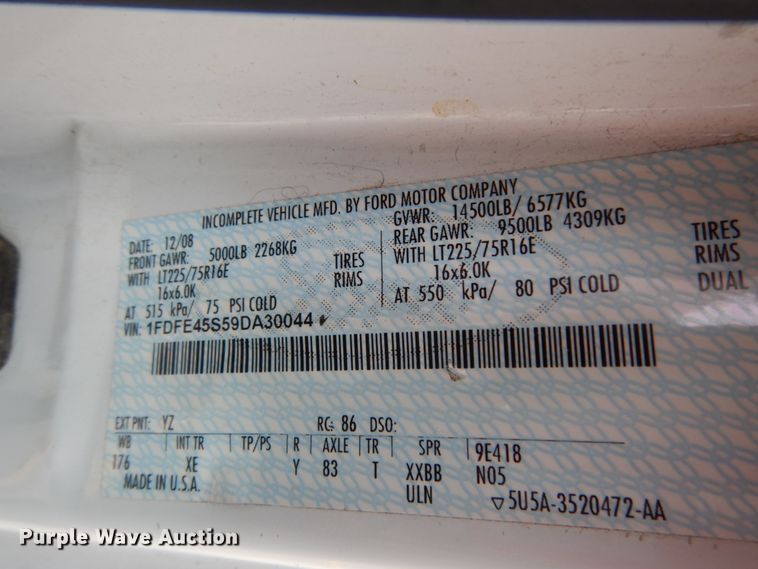 INCOMPLETE VEHICLE MFD. BY FORD MOTOR COMPANY
DATE: 12/08 GVWR: 14500LB/ 6577KG
FRONT GAWR: 5000LB 2268KG REAR GAWR: 9500LB 4309KG
WITH LT225/75R16E TIRES WITH LT225/75R16E TIRES
16x6.0K RIMS 16x6.0K RIMS
AT 515 kPa/ 75 PSI COLD AT 550 kPa/ 80 PSI COLD DUAL
VIN: 1FDFE45S59DA30044
EXT PNT: YZ RC: 86 DSO:
WB INT TR TP/PS R AXLE TR SPR 9E418
176 XE Y 83 T XXBB N05
MADE IN U.S.A. ULN ▽5U5A-3520472-AA
Purple Wave Auction